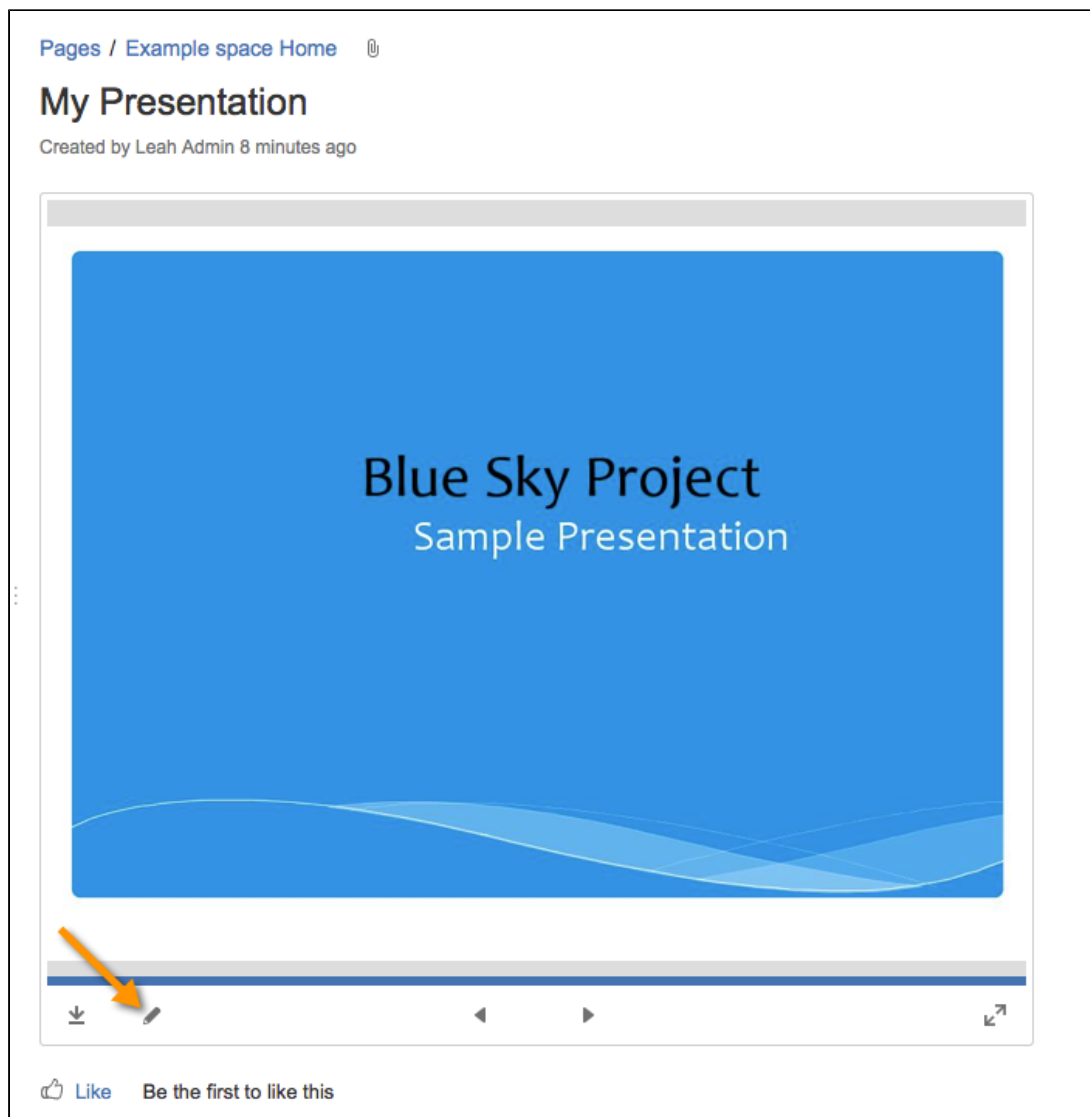 Pages / Example space Home
My Presentation
Created by Leah Admin 8 minutes ago
Blue Sky Project
Sample Presentation
Like Be the first to like this